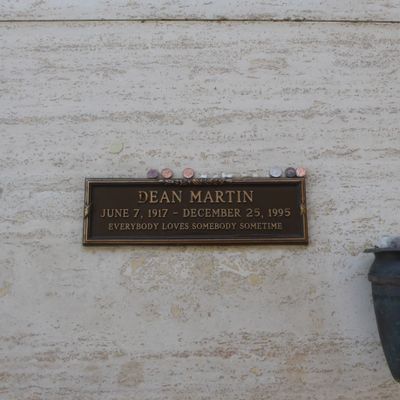 DEAN MARTIN
JUNE 7, 1917 - DECEMBER 25, 1995
EVERYBODY LOVES SOMEBODY SOMETIME